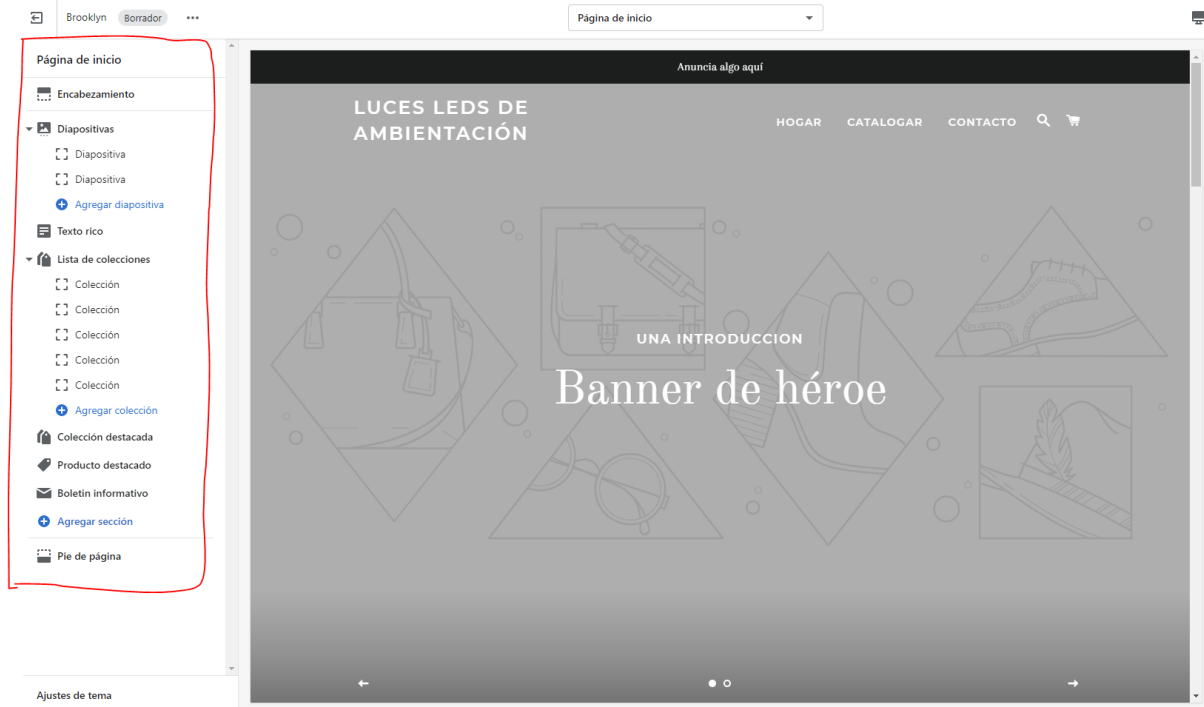 Brooklyn Borrador
Página de inicio
Página de inicio
Encabezamiento
Diapositivas
Diapositiva
Diapositiva
Agregar diapositiva
Texto rico
Lista de colecciones
Colección
Colección
Colección
Colección
Colección
Agregar colección
Colección destacada
Producto destacado
Boletin informativo
Agregar sección
Pie de página
Ajustes de tema
Anuncia algo aquí
LUCES LEDS DE
AMBIENTACIÓN
HOGAR CATALOGAR CONTACTO
UNA INTRODUCCION
Banner de héroe